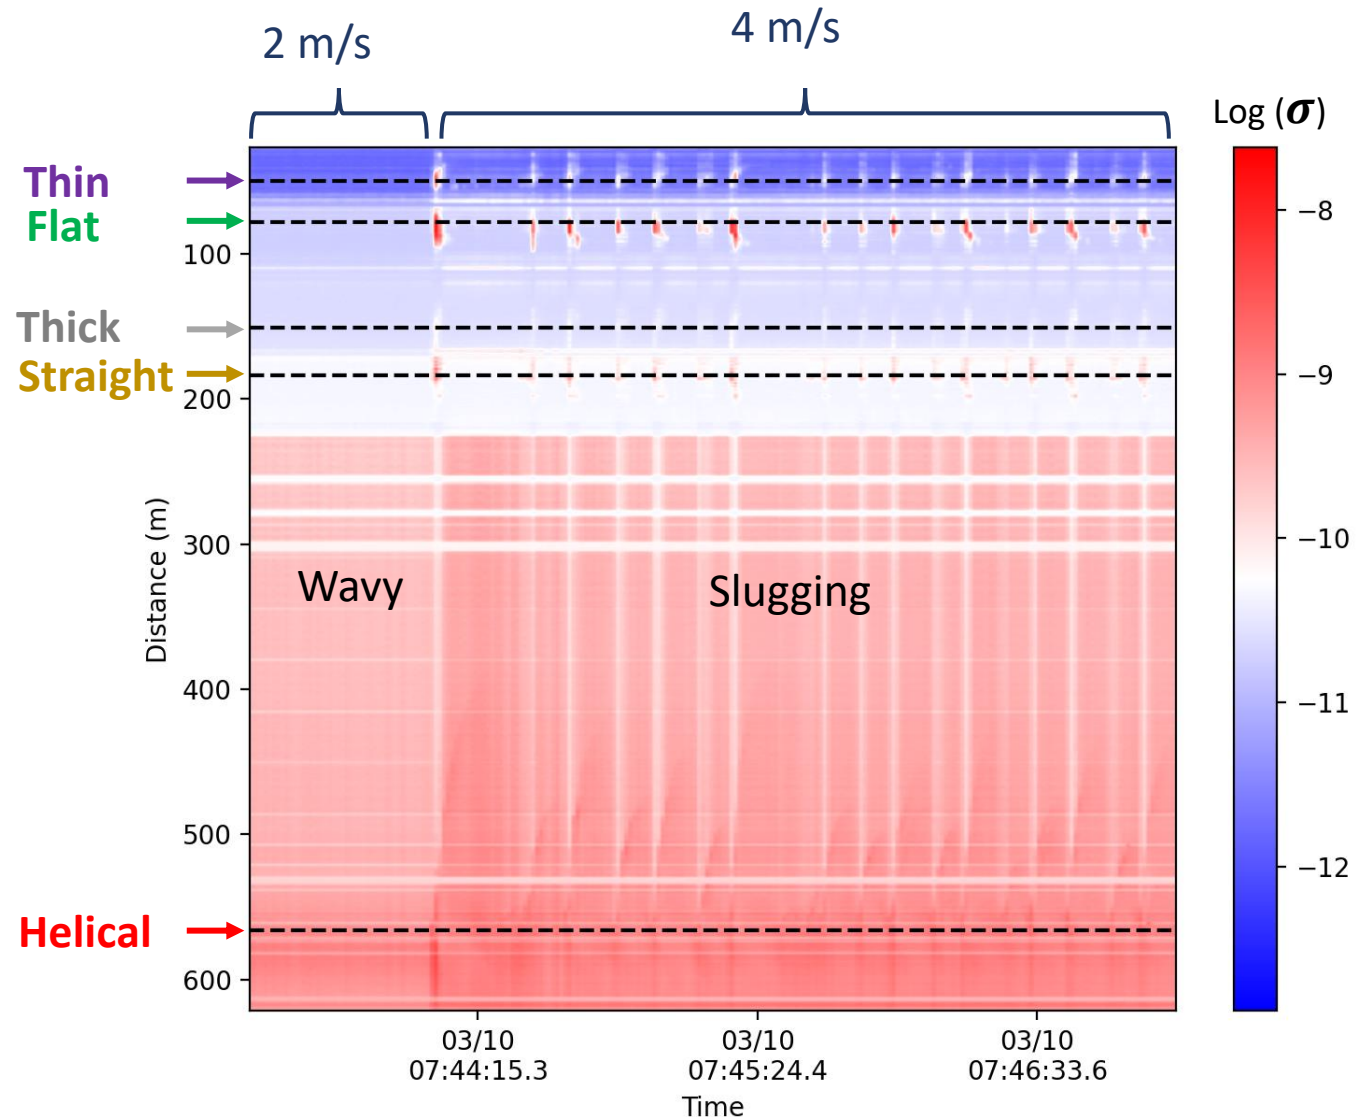 2 m/s
4 m/s
Log (σ)
Thin
Flat
Thick
Straight
Helical
Distance (m)
100
200
300
400
500
600
Wavy
Slugging
−8
−9
−10
−11
−12
03/10
07:44:15.3
03/10
07:45:24.4
03/10
07:46:33.6
Time